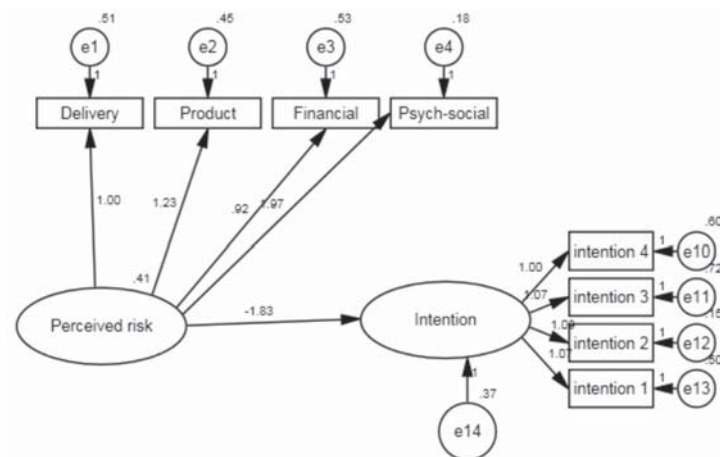 .51 .45 .53 .18
e1 e2 e3 e4
1 1 1 1
Delivery Product Financial Psych-social
1.00 1.23 .92 1.97
.41
Perceived risk
-1.83
Intention
1
.37
e14
1.00
1.07
1.07
.60
intention 4 1 e10
.72
intention 3 1 e11
.15
intention 2 1 e12
intention 1 1 e13